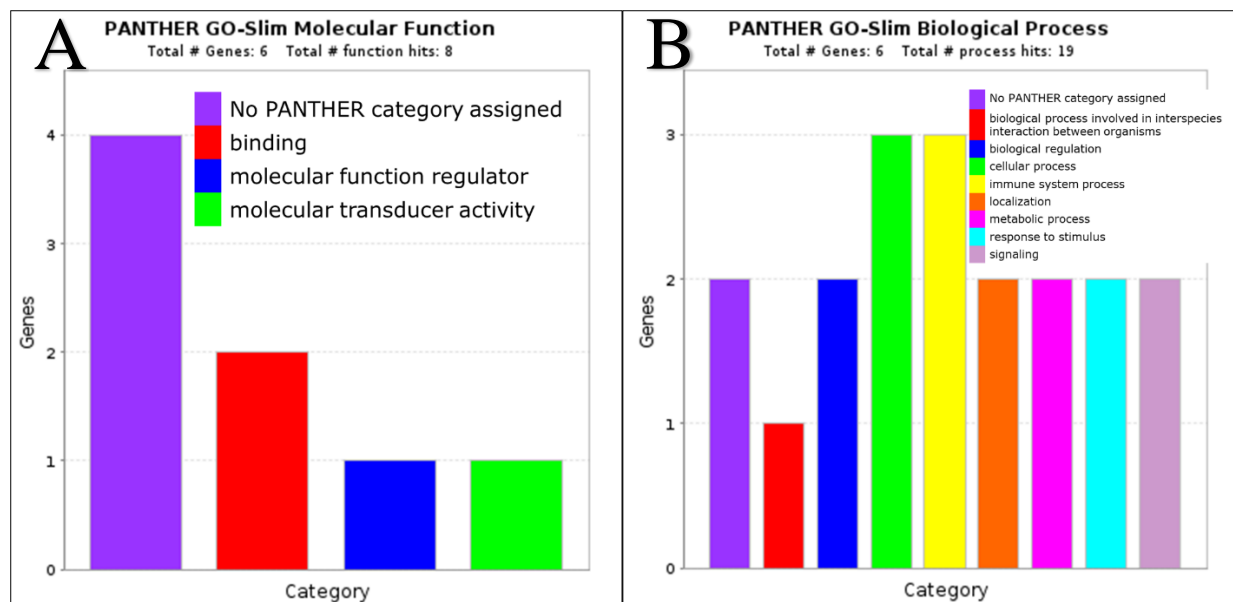 A
PANTHER GO-Slim Molecular Function
Total # Genes: 6 Total # function hits: 8
No PANTHER category assigned
binding
molecular function regulator
molecular transducer activity
4
3
2
1
0
Genes
Category
B
PANTHER GO-Slim Biological Process
Total # Genes: 6 Total # process hits: 19
No PANTHER category assigned
biological process involved in interspecies
interaction between organisms
biological regulation
cellular process
immune system process
localization
metabolic process
response to stimulus
signaling
3
2
1
0
Genes
Category